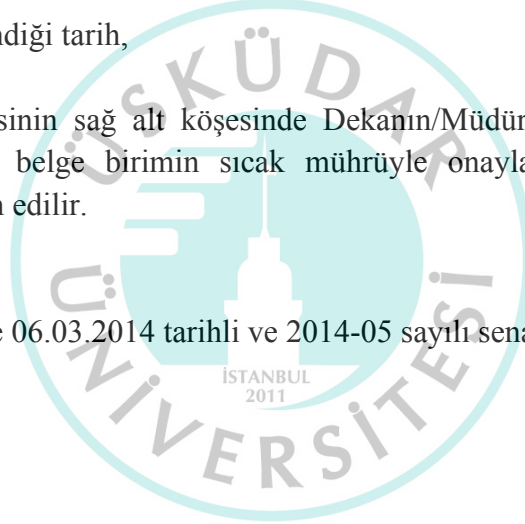 ndiği tarih,
sinin sağ alt köşesinde Dekanın/Müdür
belge birimin sıcak mührüyle onayla
edilir.
e 06.03.2014 tarihli ve 2014-05 sayılı sena
ÜSKÜDAR
ÜNİVERSİTESİ
İSTANBUL
2011